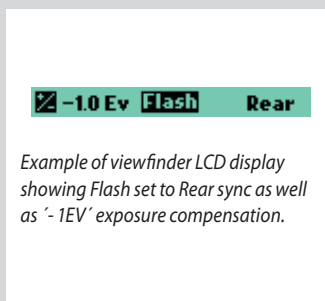 +/- –1.0 Ev Flash Rear
Example of viewfinder LCD display
showing Flash set to Rear sync as well
as ´- 1EV´ exposure compensation.